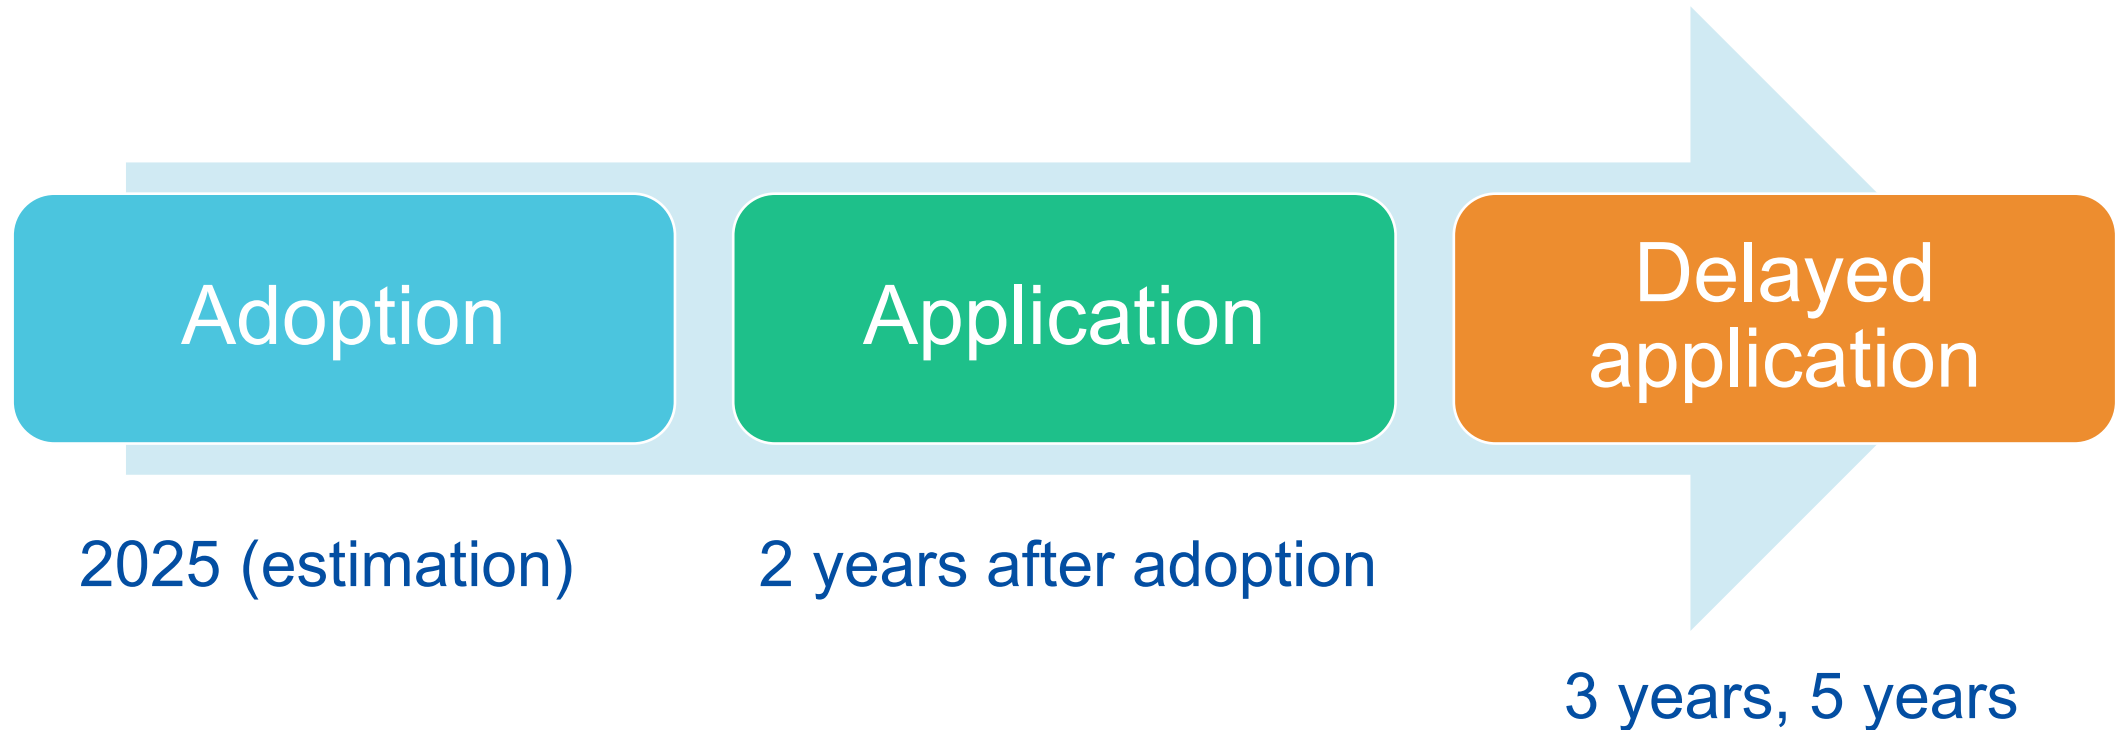 Adoption
Application
Delayed
application
2025 (estimation)
2 years after adoption
3 years, 5 years